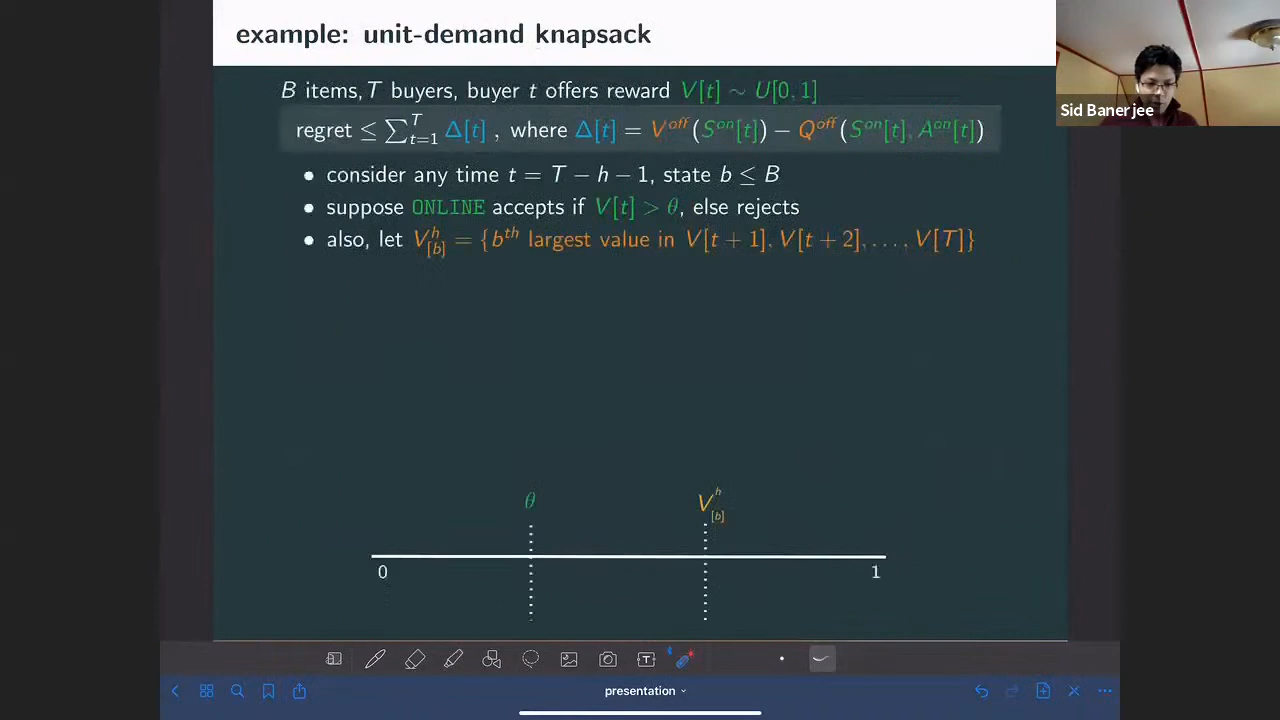 example: unit-demand knapsack
Sid Banerjee
B items, T buyers, buyer t offers reward V[t] ∼ U[0, 1]
regret ≤ ∑_{t=1}^{T} Δ[t] , where Δ[t] = V^{off}(S^{on}[t]) − Q^{off}(S^{on}[t], A^{on}[t])
• consider any time t = T − h − 1, state b ≤ B
• suppose ONLINE accepts if V[t] > θ, else rejects
• also, let V^h_{[b]} = {b^{th} largest value in V[t + 1], V[t + 2], . . . , V[T]}
θ V^h_{[b]}
0 1
presentation